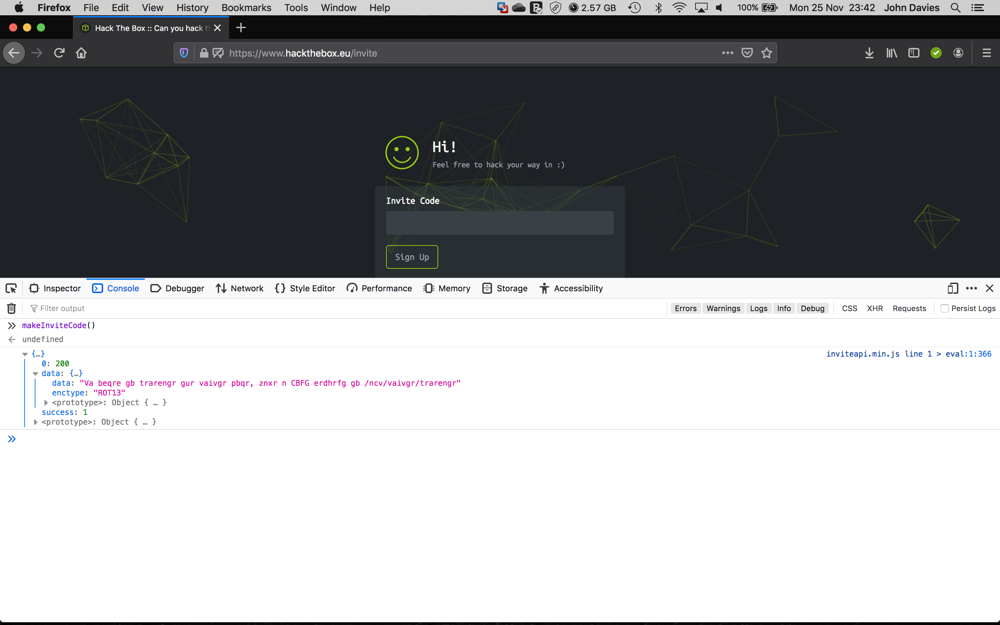 Firefox File Edit View History Bookmarks Tools Window Help 2.57 GB 100% Mon 25 Nov 23:42 John Davies
Hack The Box :: Can you hack t
https://www.hackthebox.eu/invite
Hi!
Feel free to hack your way in :)
Invite Code
Sign Up
Inspector Console Debugger Network Style Editor Performance Memory Storage Accessibility
Filter output Errors Warnings Logs Info Debug CSS XHR Requests Persist Logs
makeInviteCode()
undefined
{…} inviteapi.min.js line 1 > eval:1:366
0: 200
data: {…}
data: "Va beqre gb trarengr gur vaivgr pbqr, znxr n CBFG erdhrfg gb /ncv/vaivgr/trarengr"
enctype: "ROT13"
<prototype>: Object { … }
success: 1
<prototype>: Object { … }